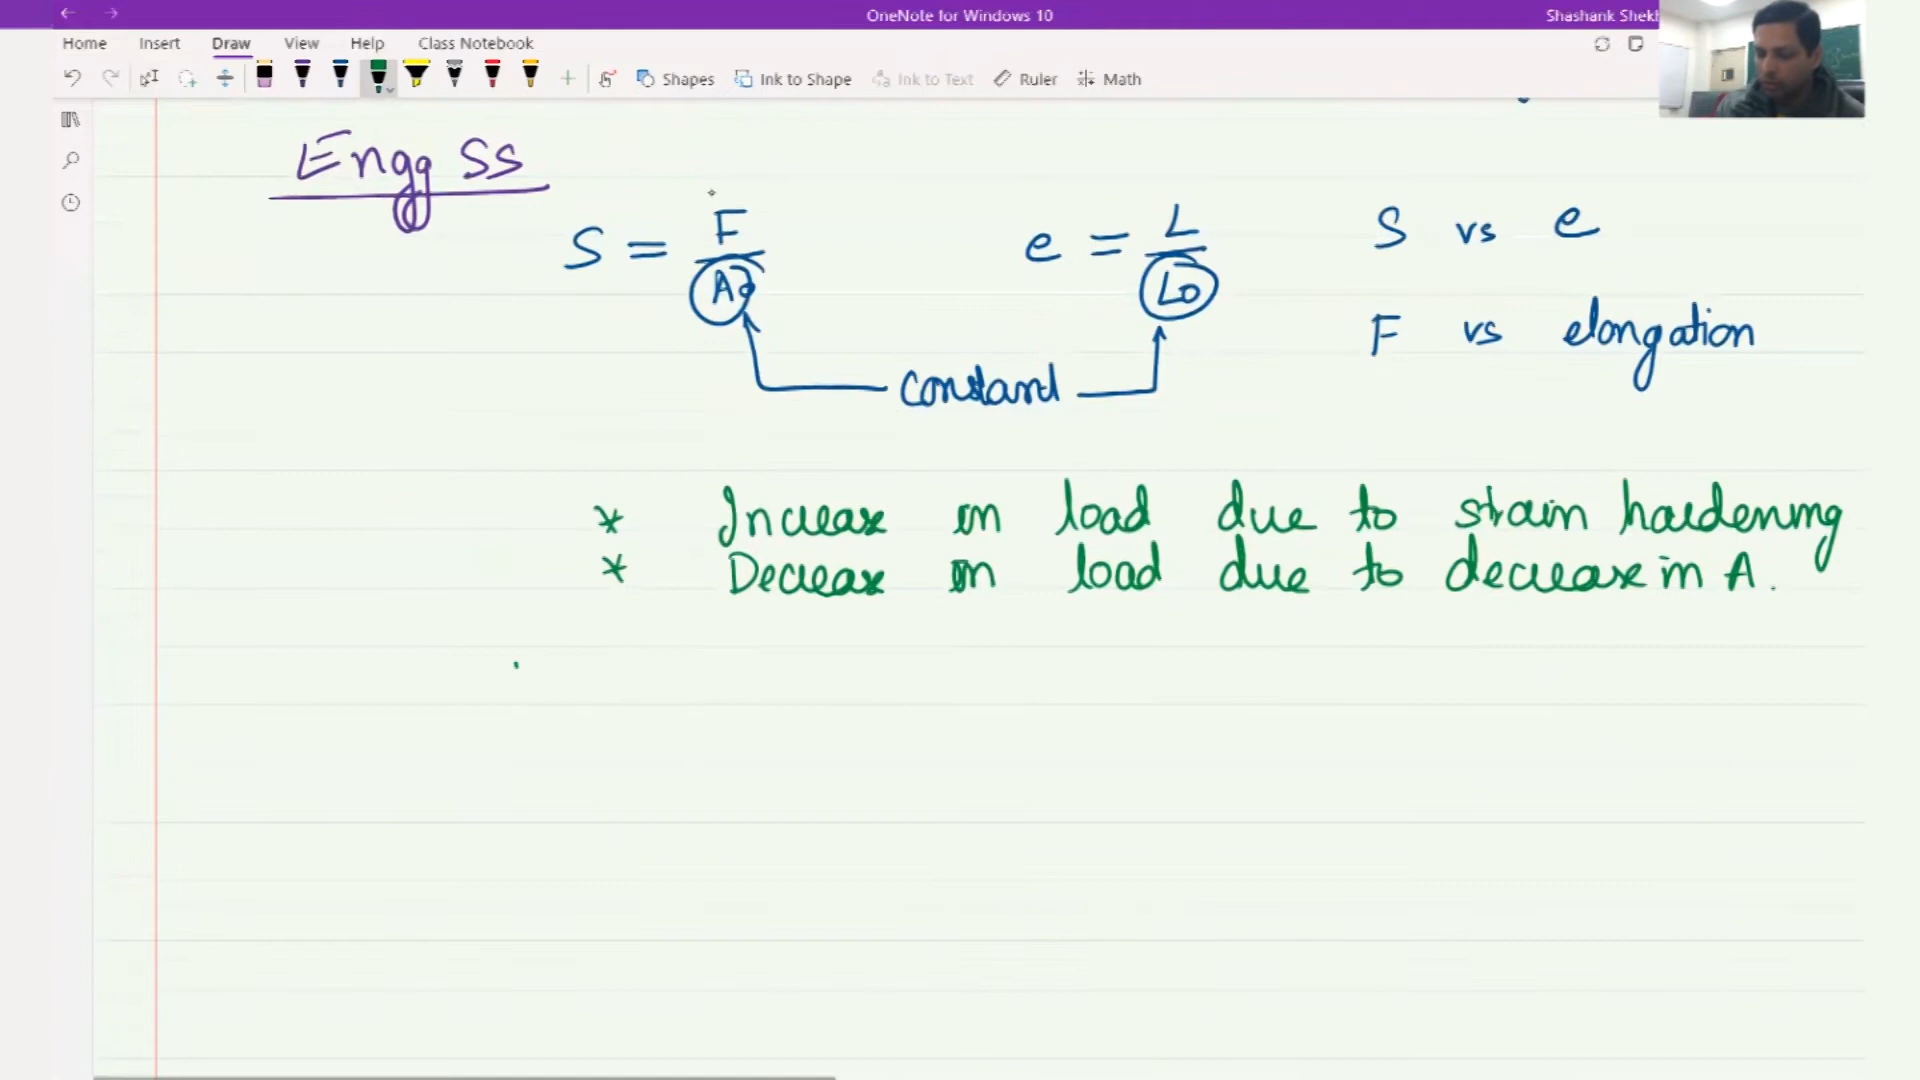 OneNote for Windows 10
Shashank Shekh
Home Insert Draw View Help Class Notebook
Shapes Ink to Shape Ink to Text Ruler Math
Engg SS
S = F / A0
e = L / L0
S vs e
F vs elongation
constant
* Increase in load due to strain hardening
* Decrease in load due to decrease in A.